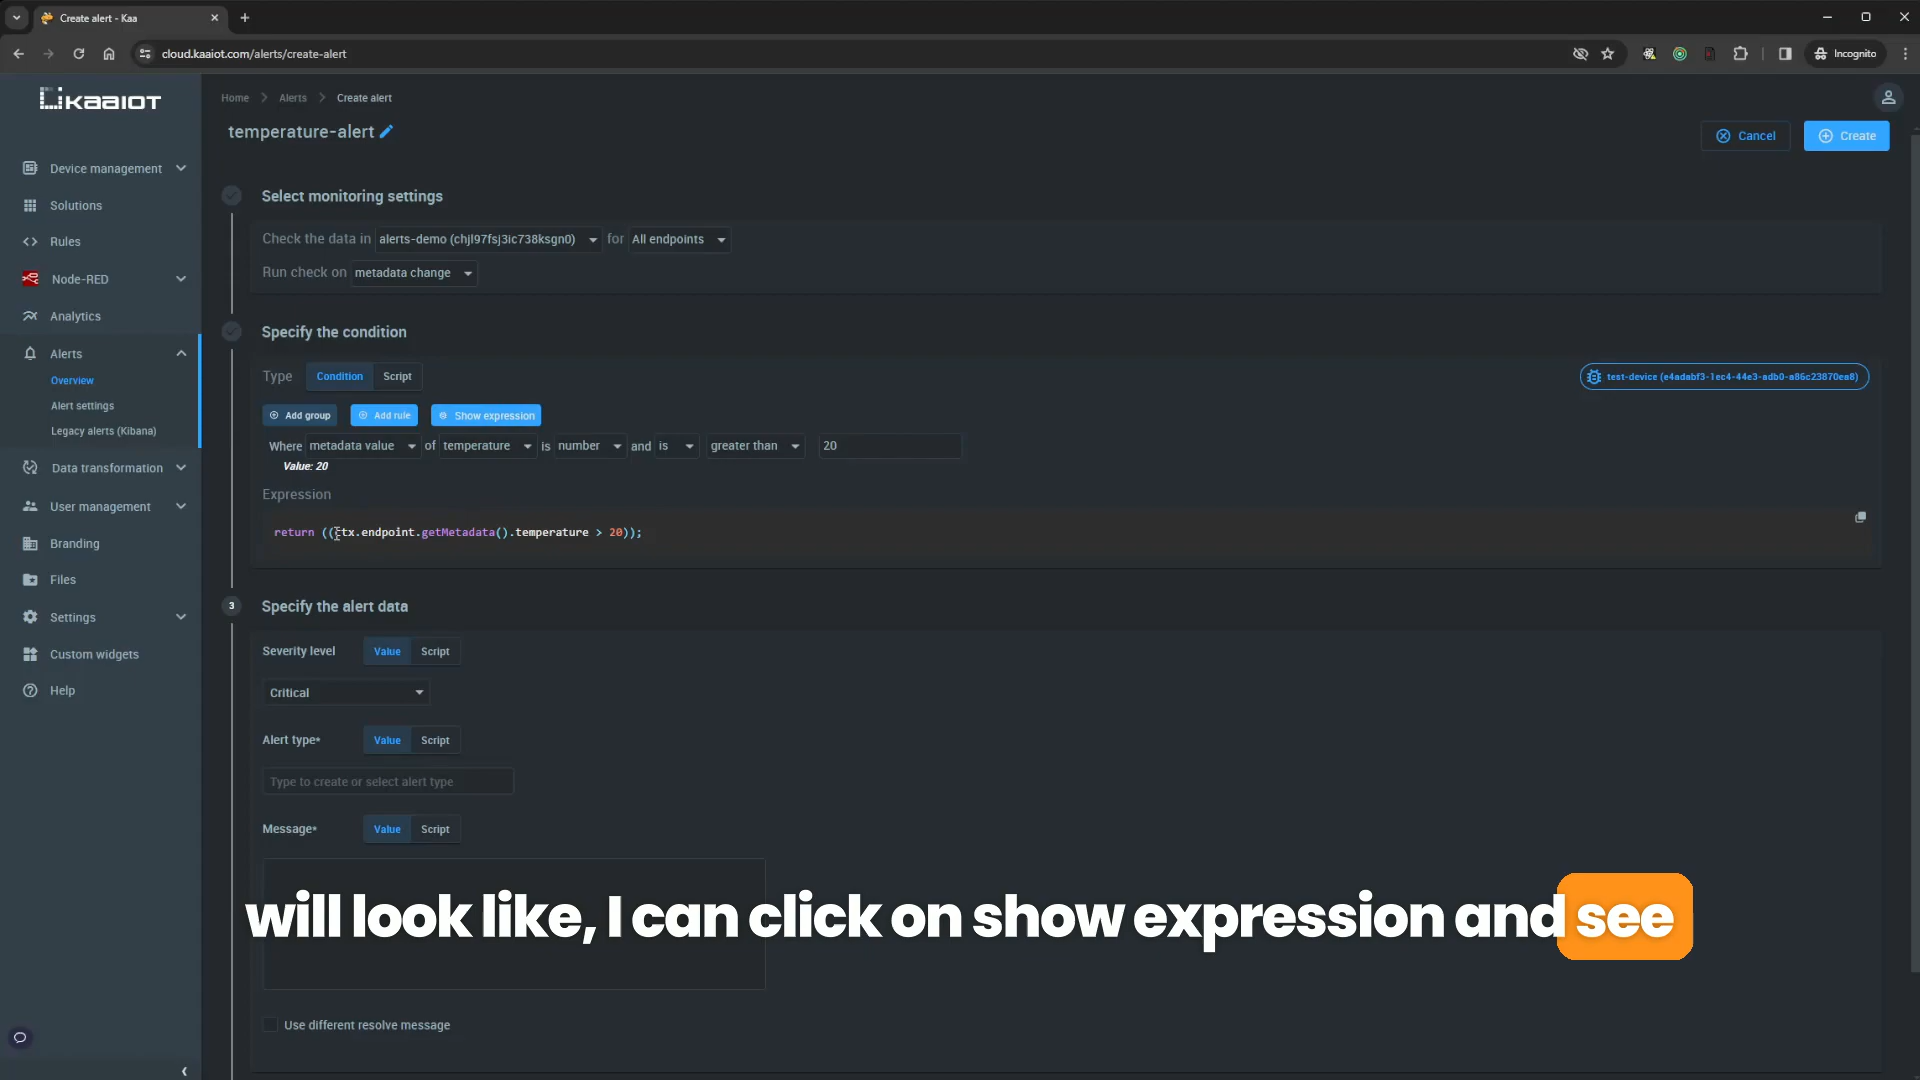 Create alert - Kaa
cloud.kaaiot.com/alerts/create-alert
Incognito
KaaIoT
Home > Alerts > Create alert
temperature-alert
Cancel
Create
Device management
Solutions
Rules
Node-RED
Analytics
Alerts
Overview
Alert settings
Legacy alerts (Kibana)
Data transformation
User management
Branding
Files
Settings
Custom widgets
Help
Select monitoring settings
Check the data in alerts-demo (chjl97fsj3ic738ksgn0) for All endpoints
Run check on metadata change
Specify the condition
Type Condition Script
test-device (e4adabf3-1ec4-44e3-adb0-a86c23870ea8)
Add group Add rule Show expression
Where metadata value of temperature is number and is greater than 20
Value: 20
Expression
return ((ctx.endpoint.getMetadata().temperature > 20));
3 Specify the alert data
Severity level Value Script
Critical
Alert type* Value Script
Type to create or select alert type
Message* Value Script
will look like, I can click on show expression and see
Use different resolve message